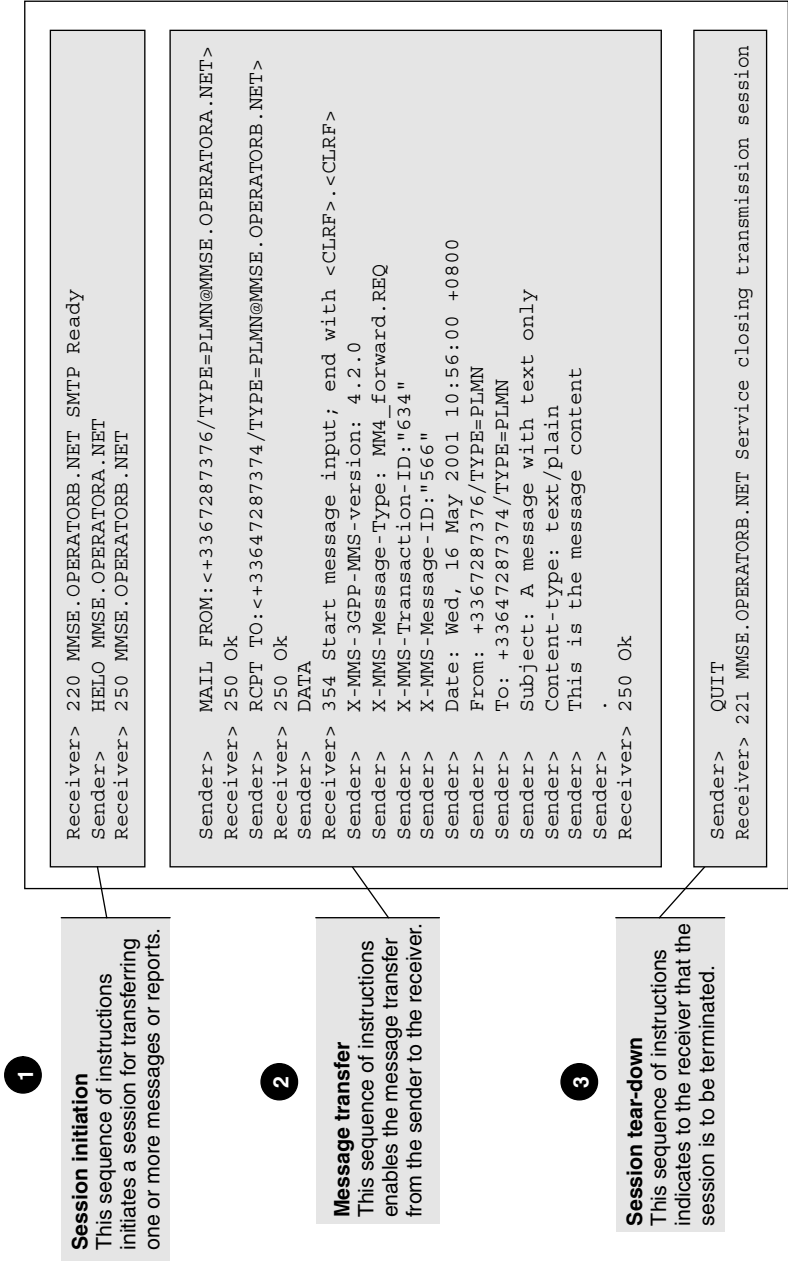 1
Session initiation
This sequence of instructions
initiates a session for transferring
one or more messages or reports.
Receiver> 220 MMSE.OPERATORB.NET SMTP Ready
Sender> HELO MMSE.OPERATORA.NET
Receiver> 250 MMSE.OPERATORB.NET
2
Message transfer
This sequence of instructions
enables the message transfer
from the sender to the receiver.
Sender> MAIL FROM:<+33667287376/TYPE=PLMN@MMSE.OPERATORA.NET>
Receiver> 250 Ok
Sender> RCPT TO:<+33647287374/TYPE=PLMN@MMSE.OPERATORB.NET>
Receiver> 250 Ok
Sender> DATA
Receiver> 354 Start message input; end with <CLRF>.<CLRF>
Sender> X-MMS-3GPP-MMS-version: 4.2.0
Sender> X-MMS-Message-Type: MM4_forward.REQ
Sender> X-MMS-Transaction-ID:"634"
Sender> X-MMS-Message-ID:"566"
Sender> Date: Wed, 16 May 2001 10:56:00 +0800
Sender> From: +3367287376/TYPE=PLMN
Sender> To: +33647287374/TYPE=PLMN
Sender> Subject: A message with text only
Sender> Content-type: text/plain
Sender> This is the message content
Sender> .
Receiver> 250 Ok
3
Session tear-down
This sequence of instructions
indicates to the receiver that the
session is to be terminated.
Sender> QUIT
Receiver> 221 MMSE.OPERATORB.NET Service closing transmission session